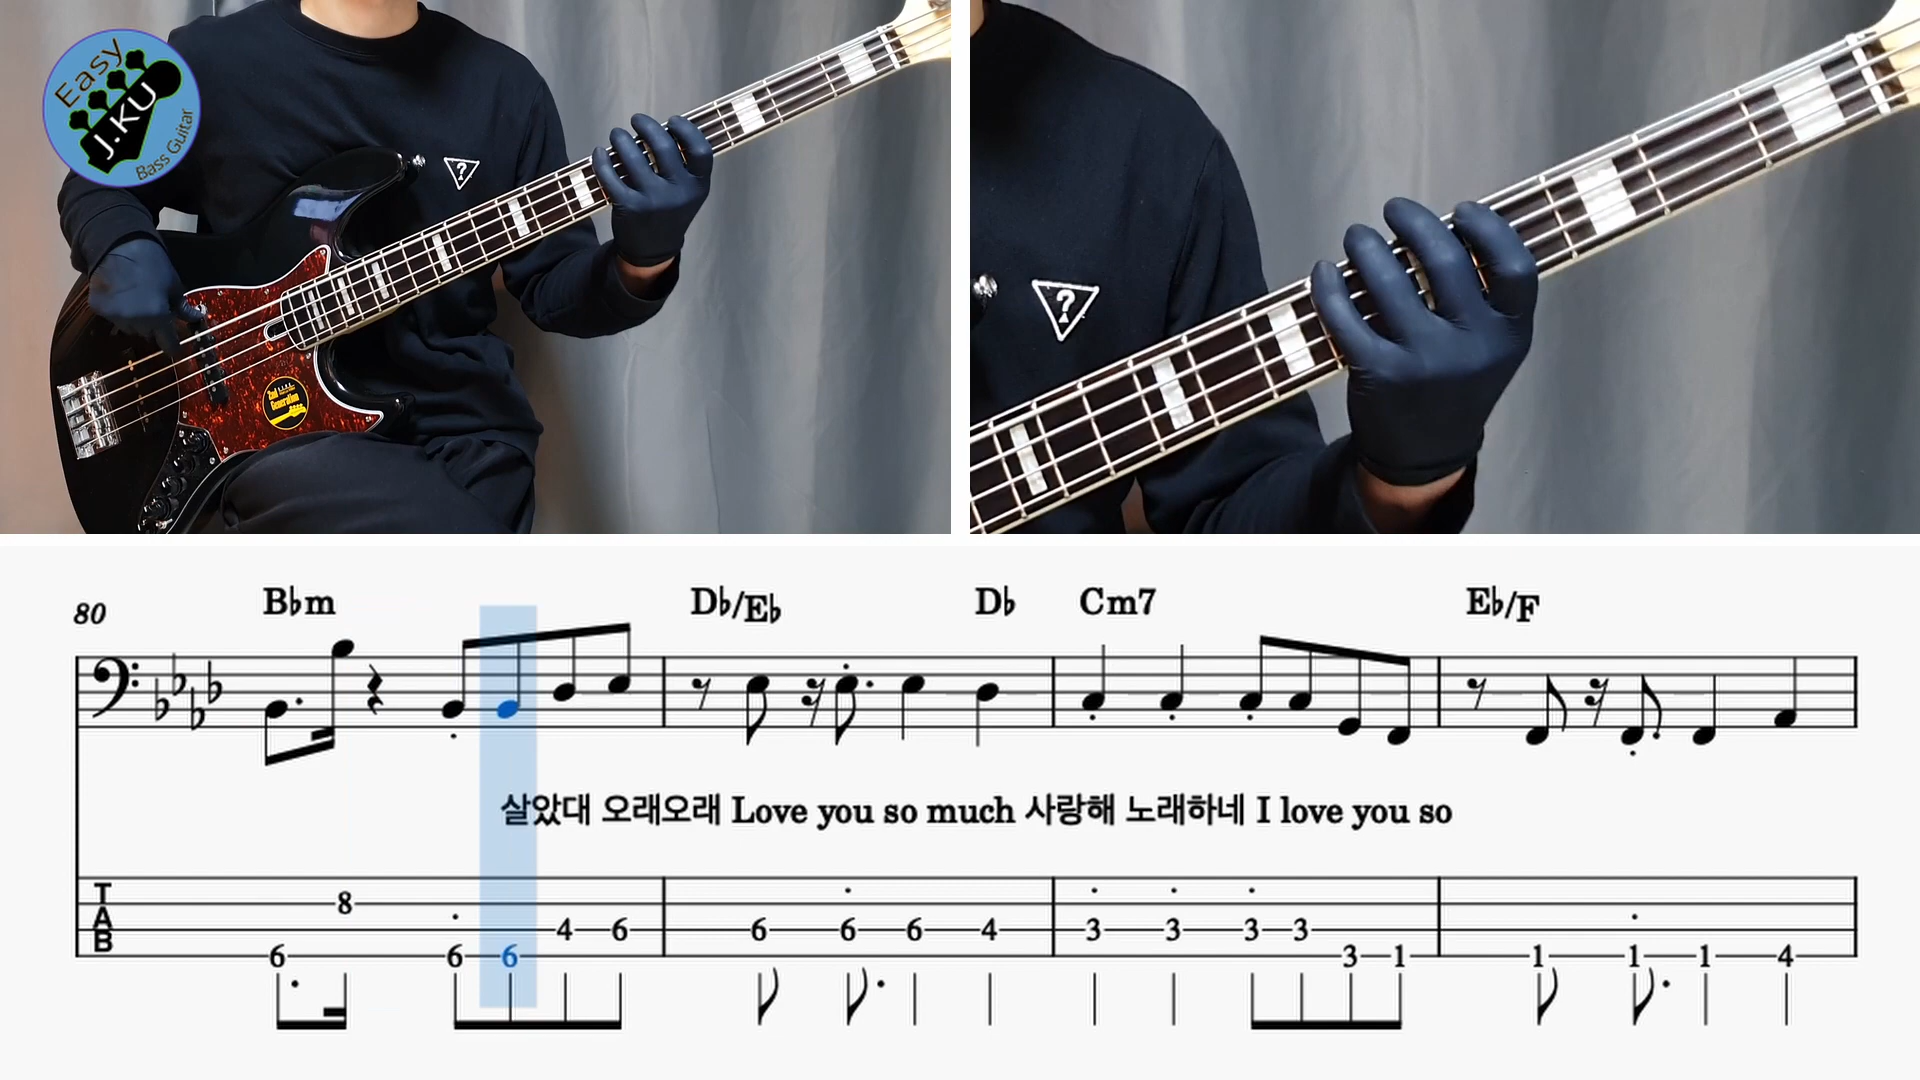 Easy
J.KU
Bass Guitar
?
2nd
Generation
?
80
B♭m
D♭/E♭
D♭
Cm7
E♭/F
살았대 오래오래 Love you so much 사랑해 노래하네 I love you so
T
A
B
8
4 6 6 6 6 4 3 3 3 3
6 6 6 3 1 1 1 1 4